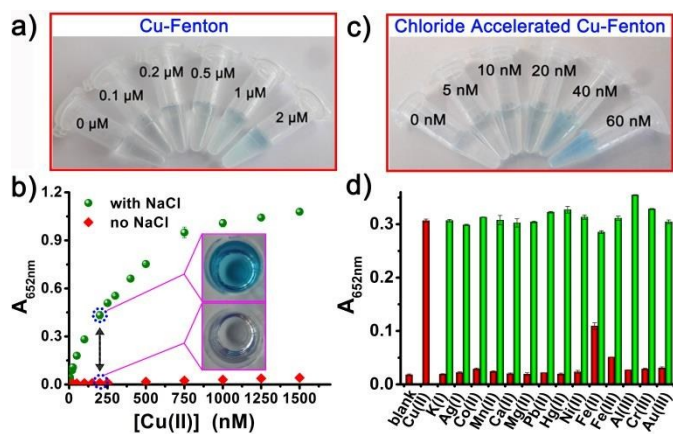 a)
Cu-Fenton
0 µM
0.1 µM
0.2 µM
0.5 µM
1 µM
2 µM
c)
Chloride Accelerated Cu-Fenton
0 nM
5 nM
10 nM
20 nM
40 nM
60 nM
b)
with NaCl
no NaCl
A652nm
1.2
0.9
0.6
0.3
0.0
0
250
500
750
1000
1250
1500
[Cu(II)] (nM)
d)
A652nm
0.3
0.2
0.1
0.0
blank
Cu(II)
K(I)
Ag(I)
Co(II)
Mn(II)
Ca(II)
Mg(II)
Pb(II)
Hg(II)
Ni(II)
Fe(II)
Fe(III)
Al(III)
Cr(III)
Au(III)